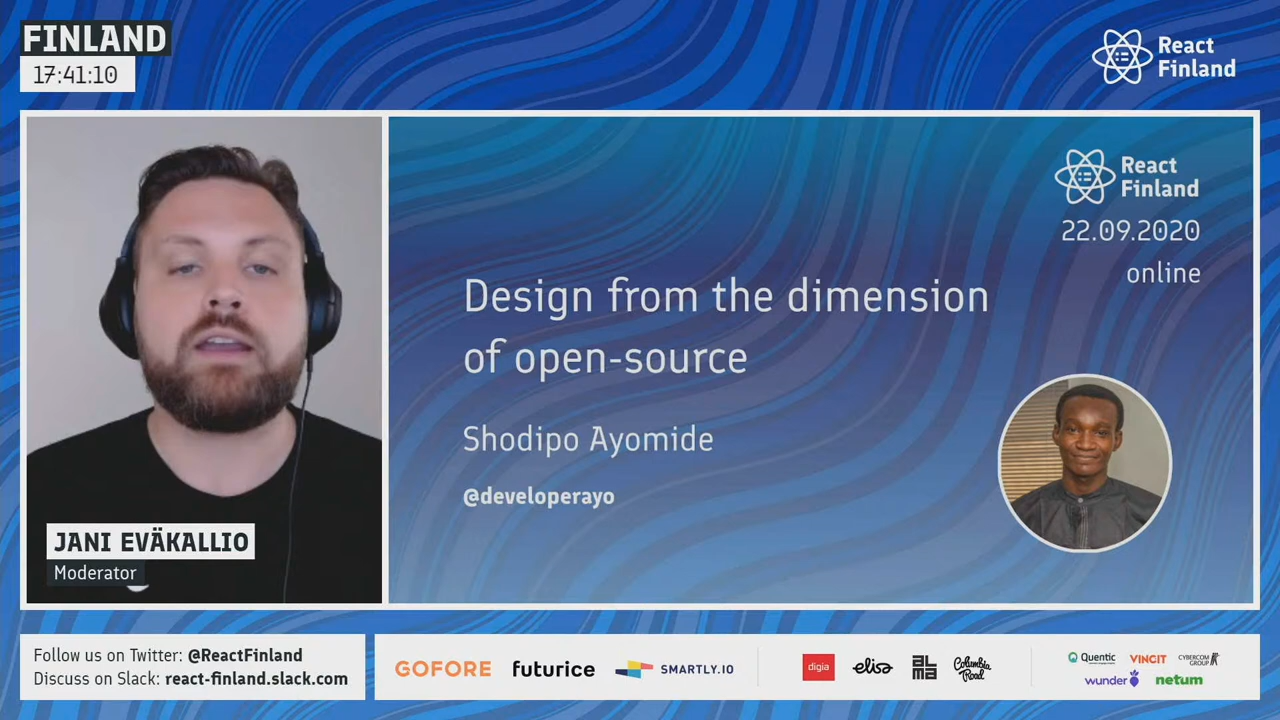 FINLAND
17:41:10
React
Finland
React
Finland
22.09.2020
online
Design from the dimension
of open-source
Shodipo Ayomide
@developerayo
JANI EVÄKALLIO
Moderator
Follow us on Twitter: @ReactFinland
Discuss on Slack: react-finland.slack.com
GOFORE futurice SMARTLY.IO digia elisa ALMA Columbia Road Quentic VINCIT CYBERCOM GROUP
wunder netum